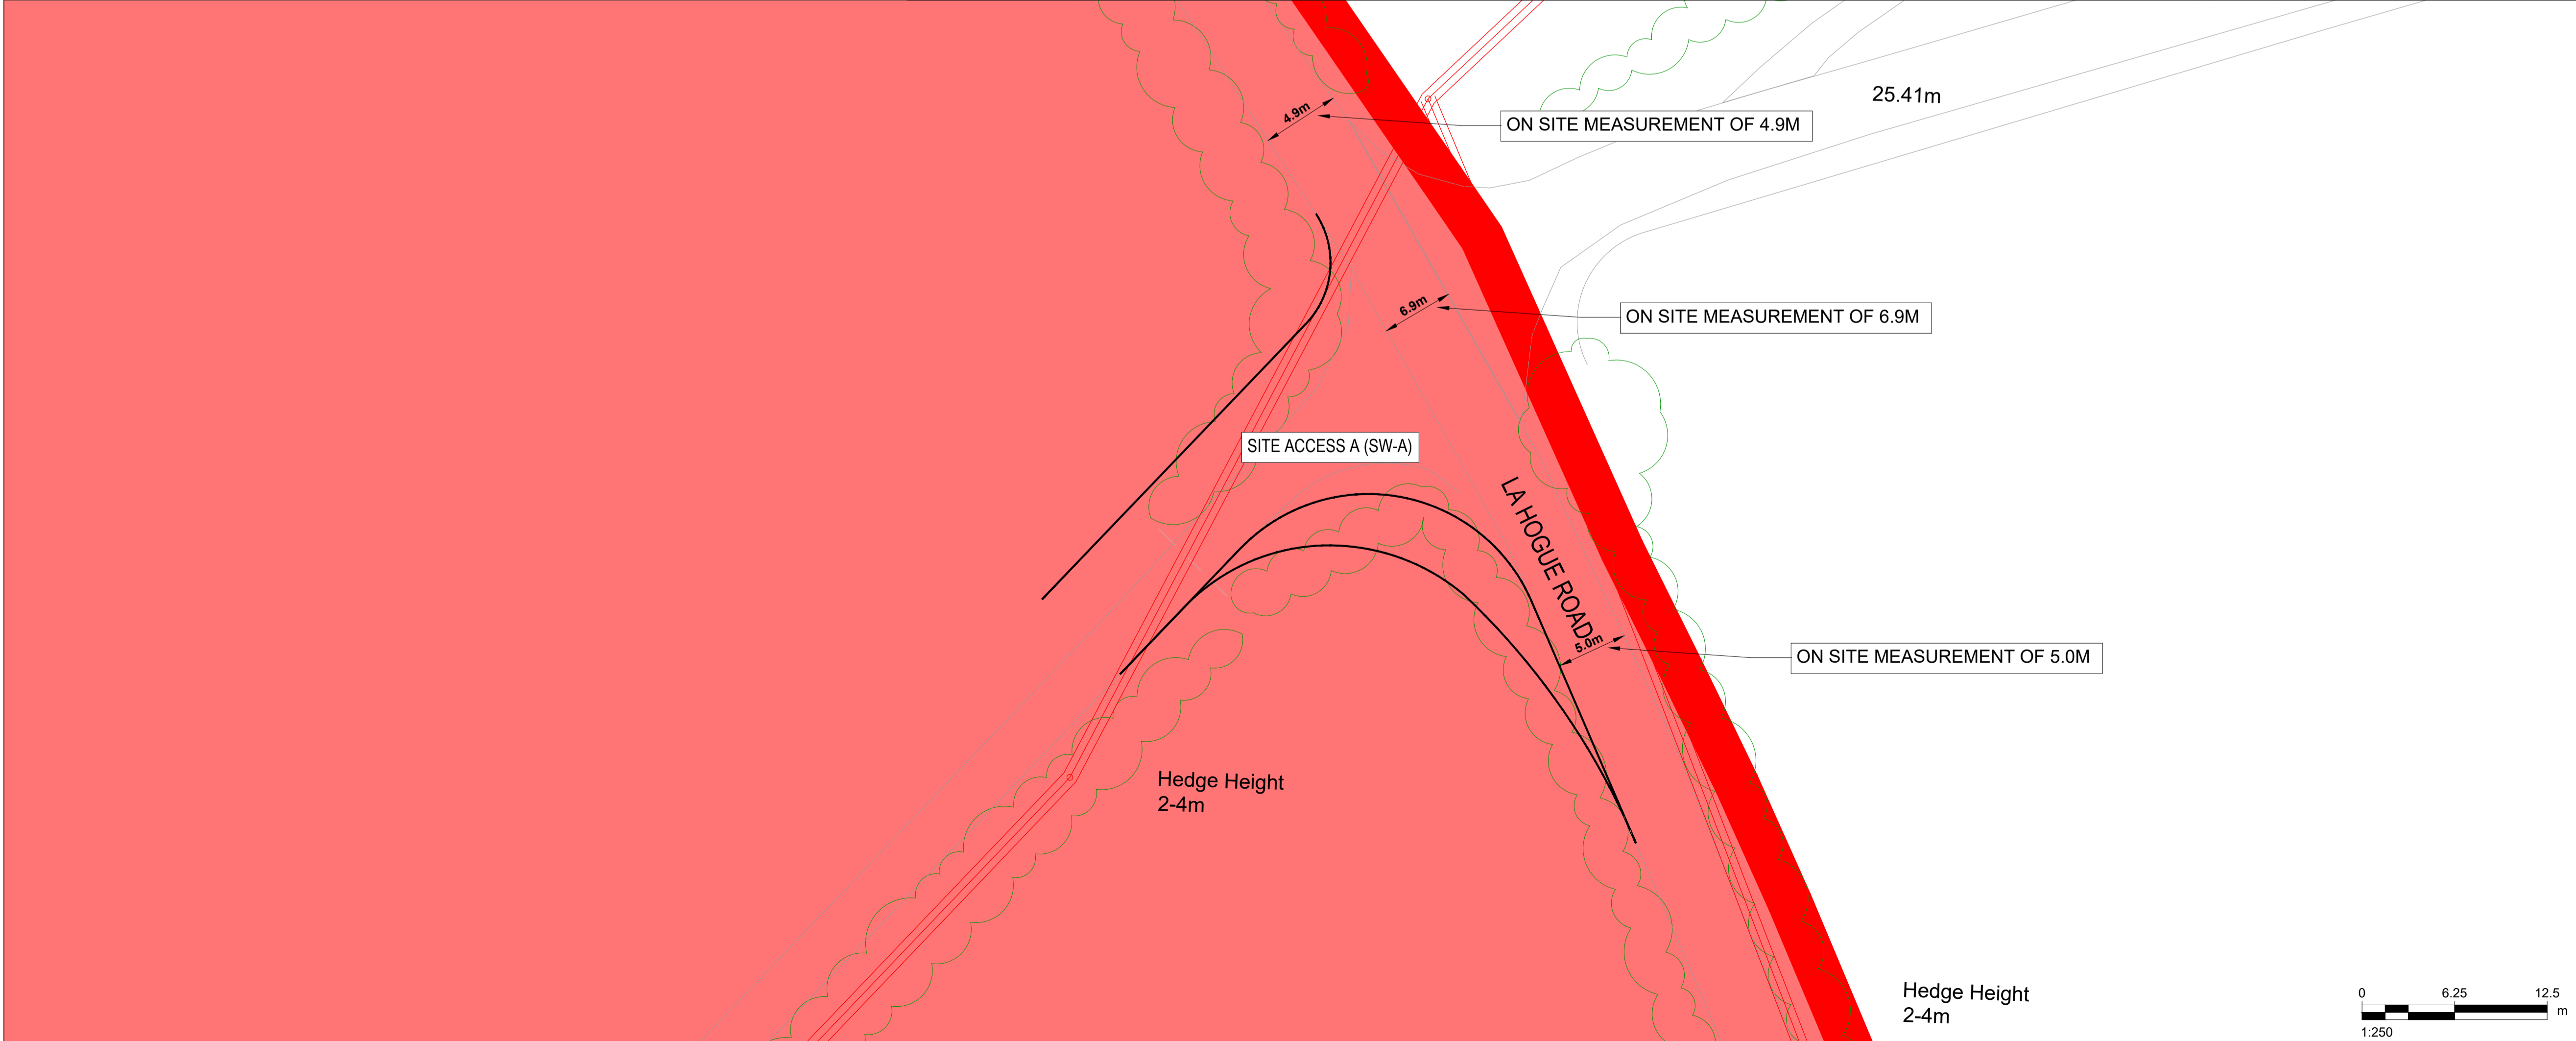 25.41m
4.9m
ON SITE MEASUREMENT OF 4.9M
6.9m
ON SITE MEASUREMENT OF 6.9M
SITE ACCESS A (SW-A)
LA HOGUE ROAD
5.0m
ON SITE MEASUREMENT OF 5.0M
Hedge Height
2-4m
Hedge Height
2-4m
0 6.25 12.5
m
1:250